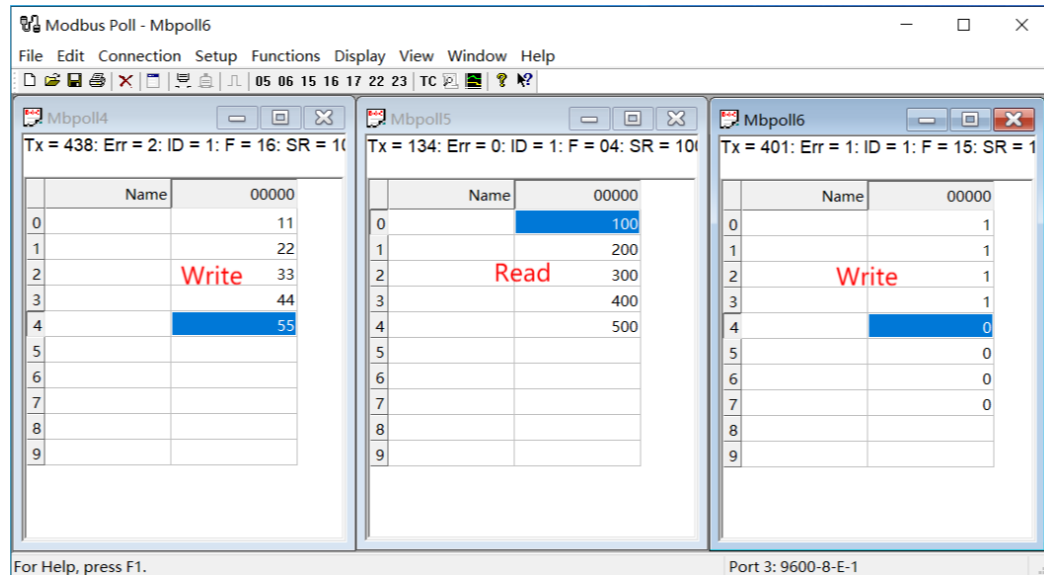 Modbus Poll - Mbpoll6
File Edit Connection Setup Functions Display View Window Help
05 06 15 16 17 22 23 TC
Mbpoll4
Tx = 438: Err = 2: ID = 1: F = 16: SR = 10
Name 00000
0 11
1 22
2 33
3 44
4 55
5
6
7
8
9
Write
Mbpoll5
Tx = 134: Err = 0: ID = 1: F = 04: SR = 100
Name 00000
0 100
1 200
2 300
3 400
4 500
5
6
7
8
9
Read
Mbpoll6
Tx = 401: Err = 1: ID = 1: F = 15: SR = 1
Name 00000
0 1
1 1
2 1
3 1
4 0
5 0
6 0
7 0
8
9
Write
For Help, press F1.
Port 3: 9600-8-E-1